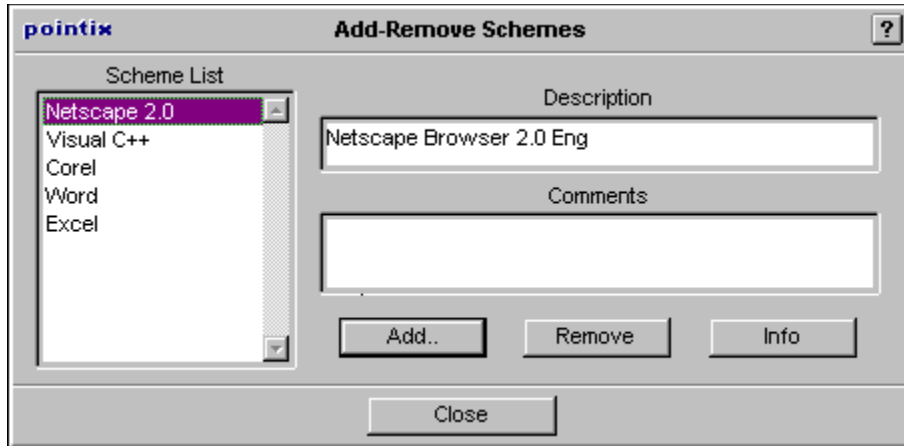 pointix
Add-Remove Schemes
?
Scheme List
Netscape 2.0
Visual C++
Corel
Word
Excel
Description
Netscape Browser 2.0 Eng
Comments
Add..
Remove
Info
Close